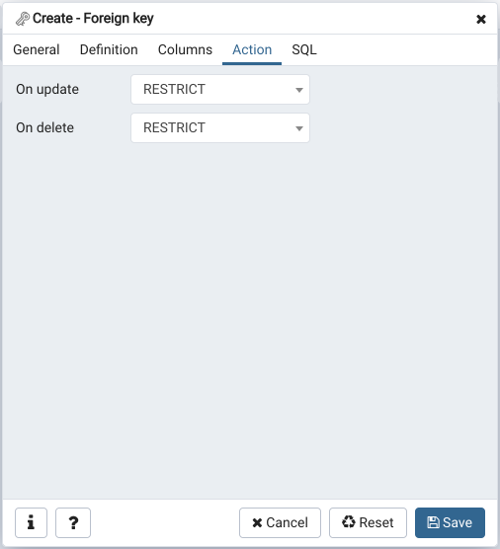 Create - Foreign key
General Definition Columns Action SQL
On update RESTRICT
On delete RESTRICT
i ? Cancel Reset Save